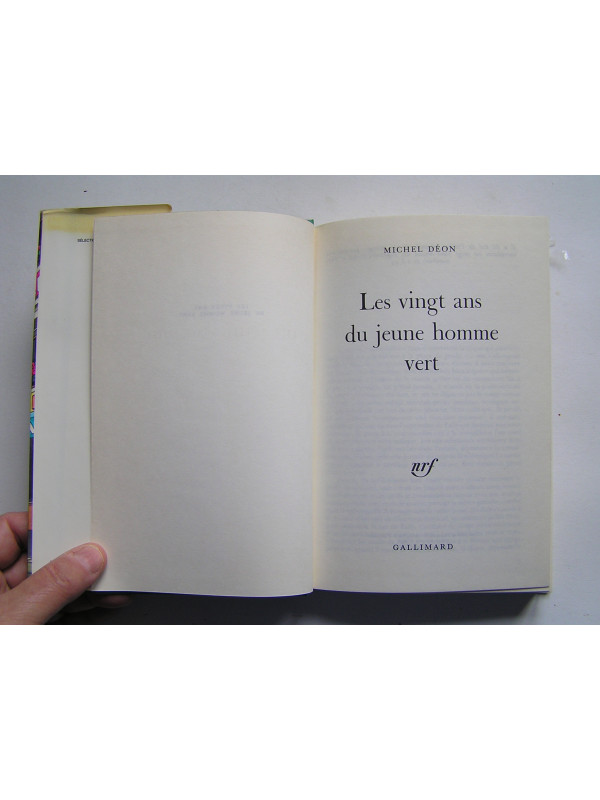 MICHEL DÉON
Les vingt ans
du jeune homme
vert
nrf
GALLIMARD